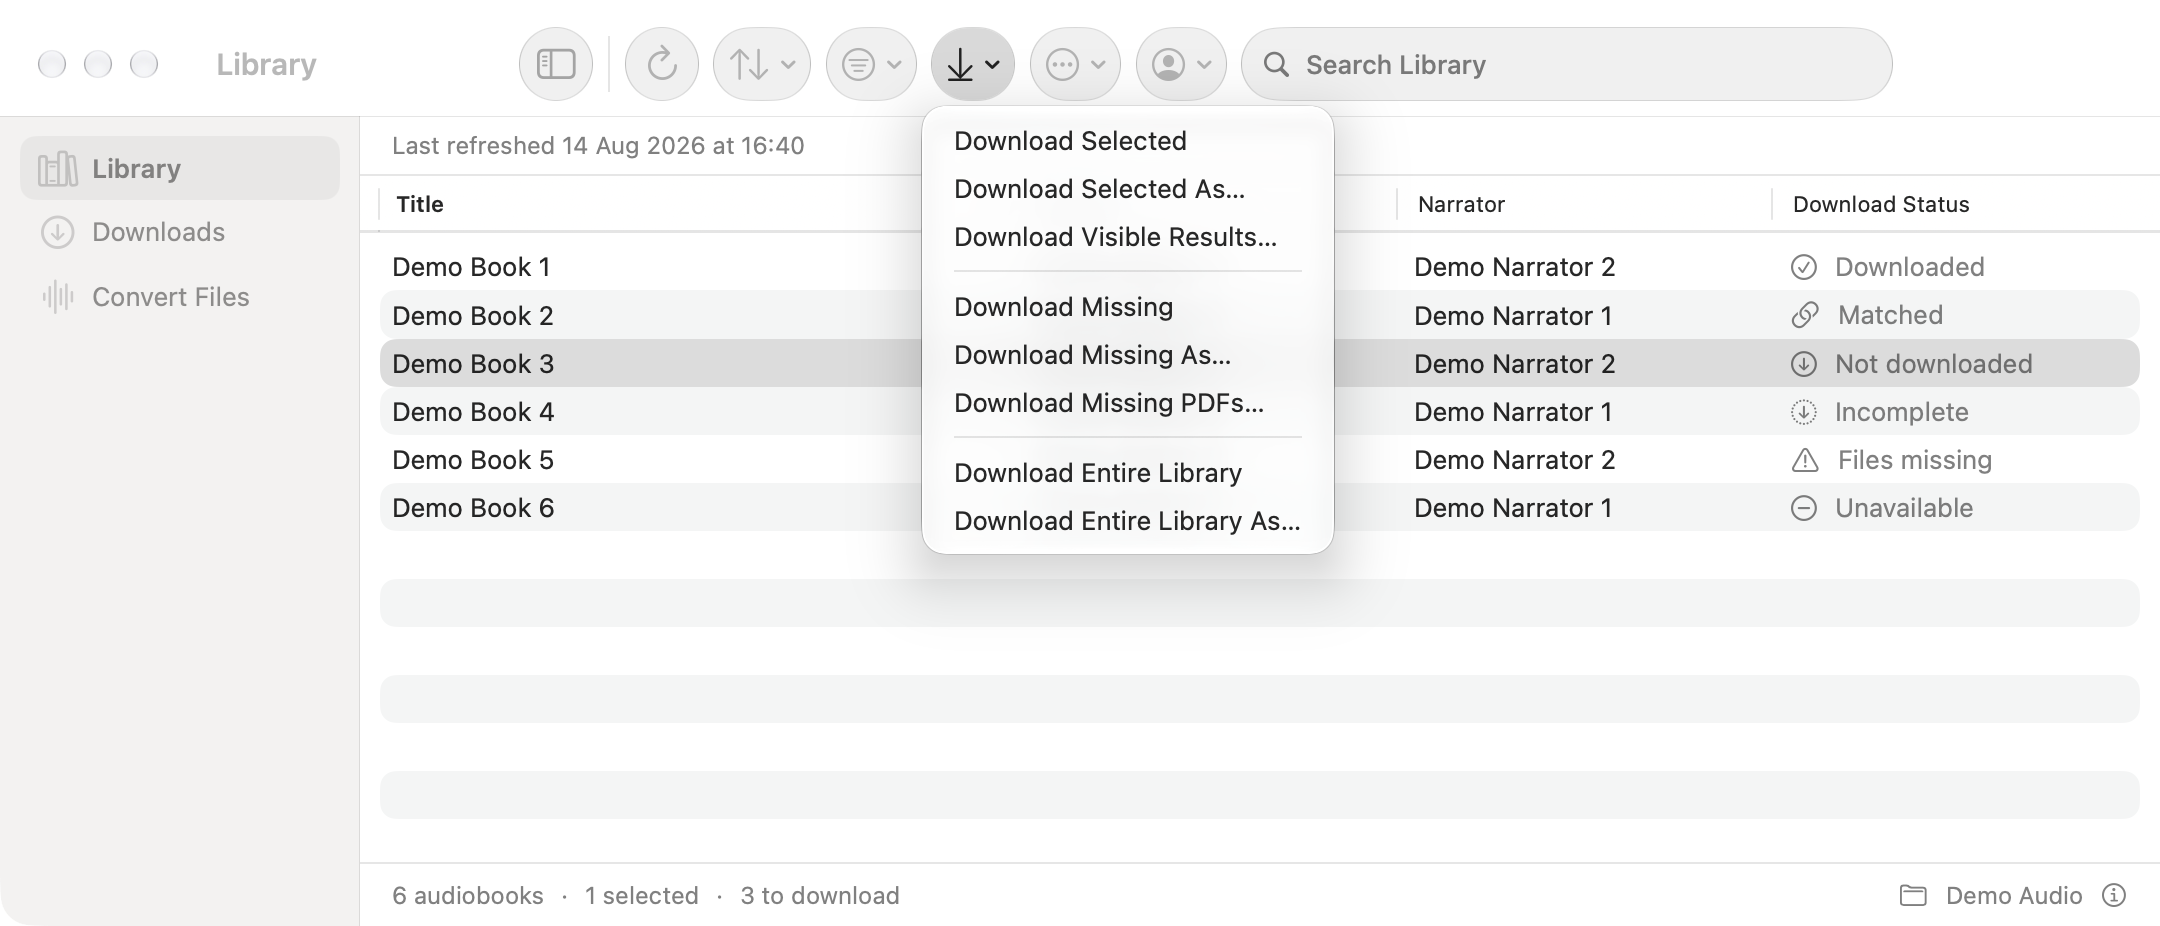 Library
Search Library
Library
Downloads
Convert Files
Last refreshed 14 Aug 2026 at 16:40
Title
Narrator
Download Status
Demo Book 1
Demo Narrator 2
Downloaded
Demo Book 2
Demo Narrator 1
Matched
Demo Book 3
Demo Narrator 2
Not downloaded
Demo Book 4
Demo Narrator 1
Incomplete
Demo Book 5
Demo Narrator 2
Files missing
Demo Book 6
Demo Narrator 1
Unavailable
Download Selected
Download Selected As...
Download Visible Results...
Download Missing
Download Missing As...
Download Missing PDFs...
Download Entire Library
Download Entire Library As...
6 audiobooks · 1 selected · 3 to download
Demo Audio